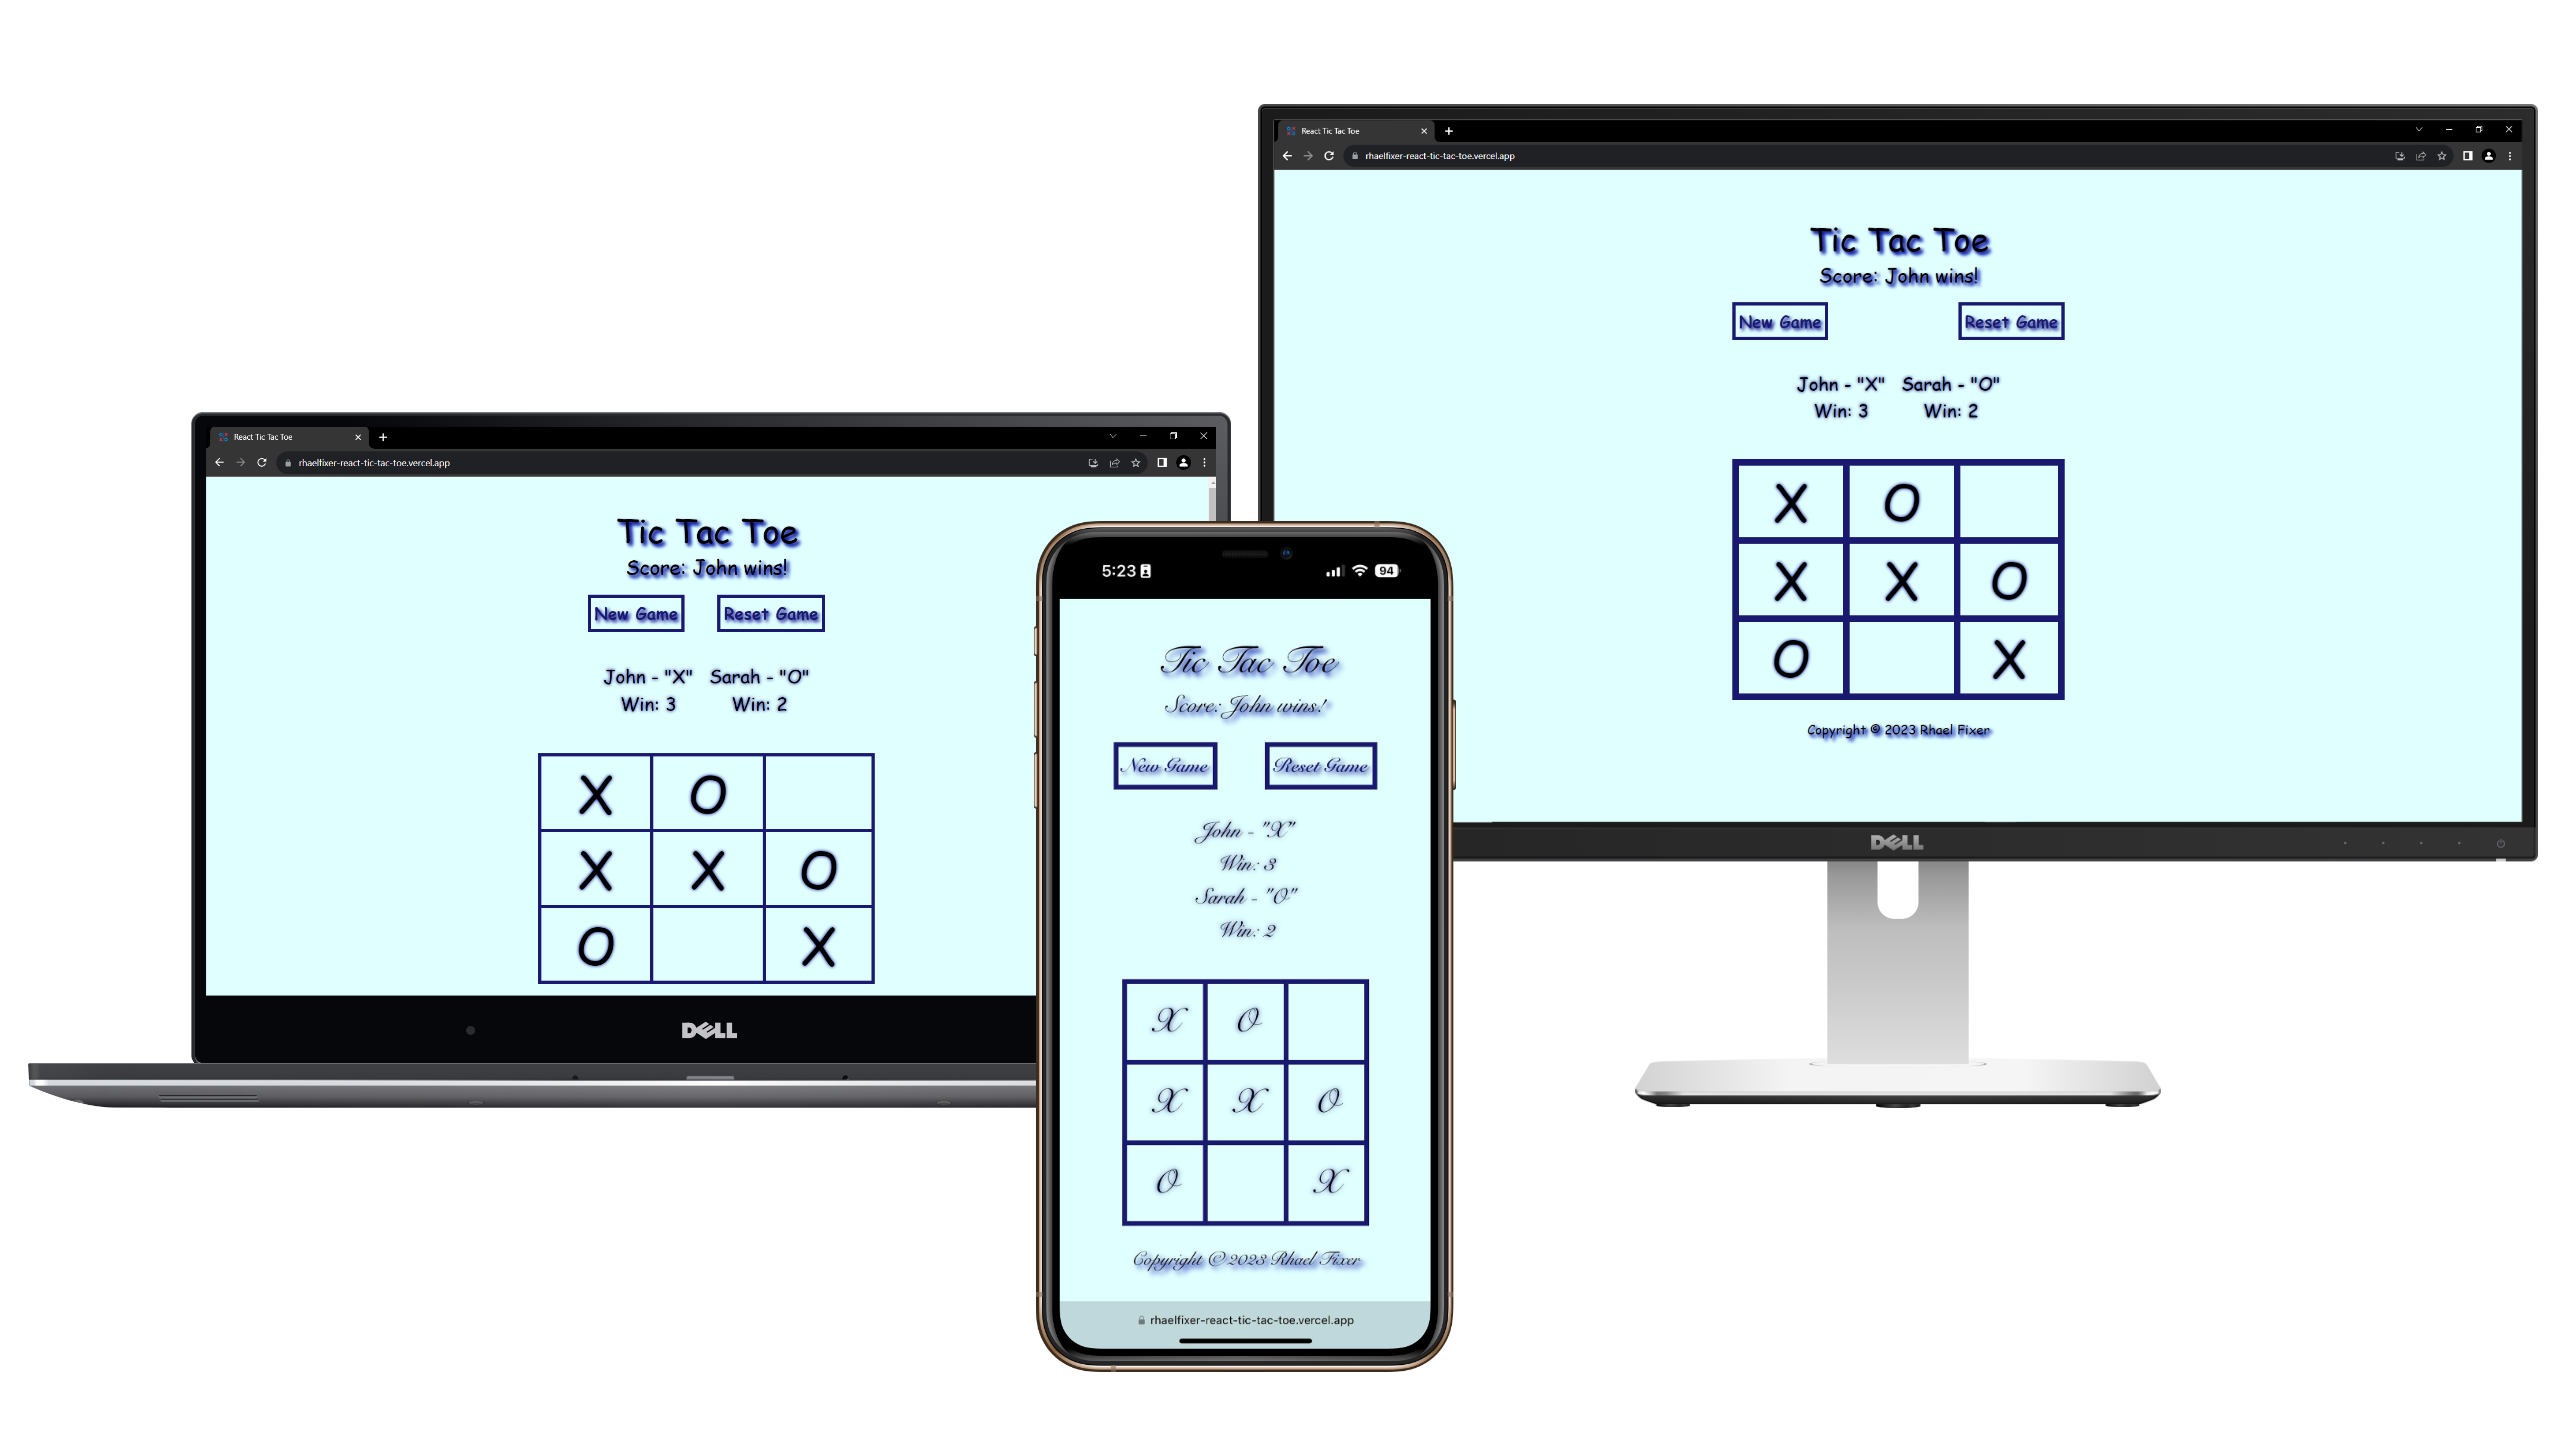 React Tic Tac Toe
rhaelfixer-react-tic-tac-toe.vercel.app
Tic Tac Toe
Score: John wins!
New Game Reset Game
John - "X" Sarah - "O"
Win: 3 Win: 2
X O
X X O
O X
DELL
5:23 94
Tic Tac Toe
Score: John wins!
New Game Reset Game
John - "X"
Win: 3
Sarah - "O"
Win: 2
X O
X X O
O X
Copyright © 2023 Rhael Fixer
rhaelfixer-react-tic-tac-toe.vercel.app
React Tic Tac Toe
rhaelfixer-react-tic-tac-toe.vercel.app
Tic Tac Toe
Score: John wins!
New Game Reset Game
John - "X" Sarah - "O"
Win: 3 Win: 2
X O
X X O
O X
Copyright © 2023 Rhael Fixer
DELL